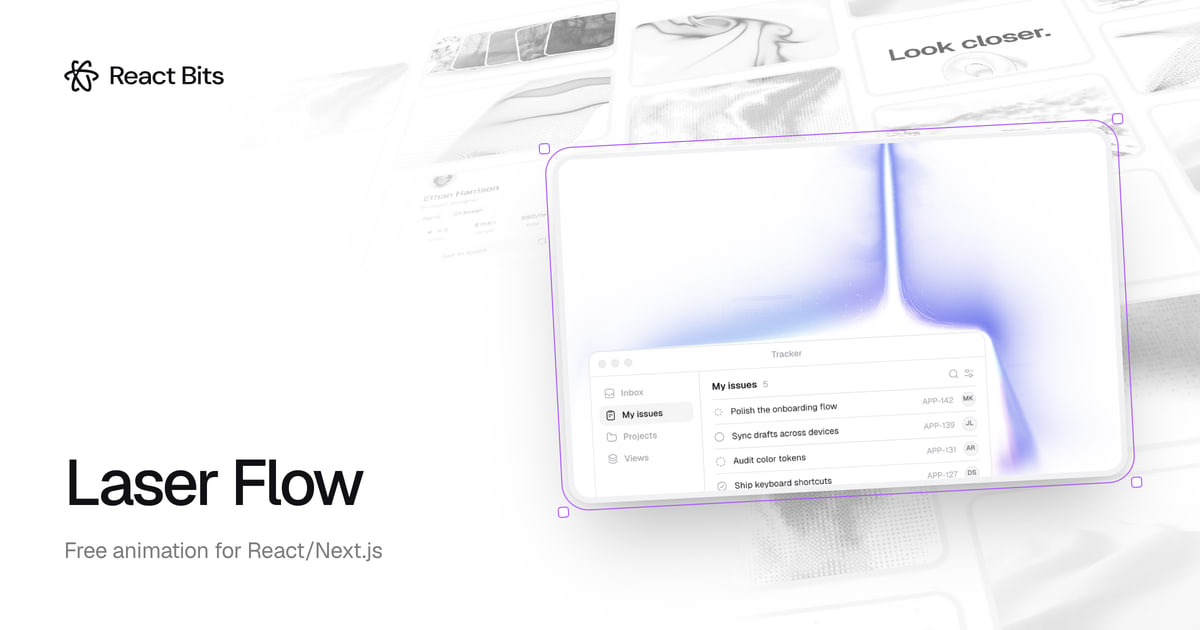 React Bits
Look closer.
Ethan Harrison
Tracker
Inbox
My issues
Projects
Views
My issues 5
Polish the onboarding flow APP-142 MK
Sync drafts across devices APP-139 JL
Audit color tokens APP-131 AR
Ship keyboard shortcuts APP-127 DS
Laser Flow
Free animation for React/Next.js